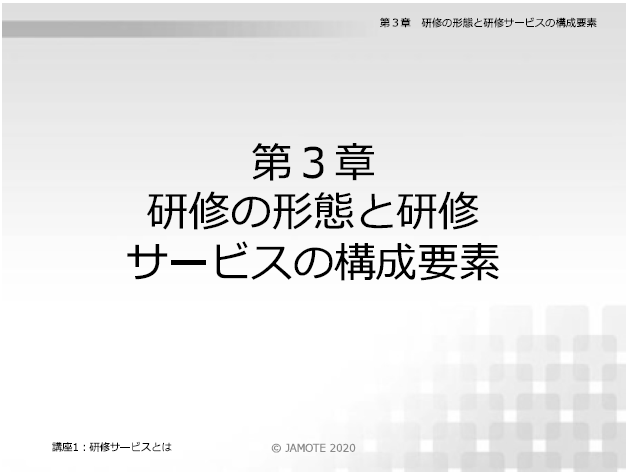 第３章　研修の形態と研修サービスの構成要素
第３章
研修の形態と研修
サービスの構成要素
講座1：研修サービスとは
© JAMOTE 2020